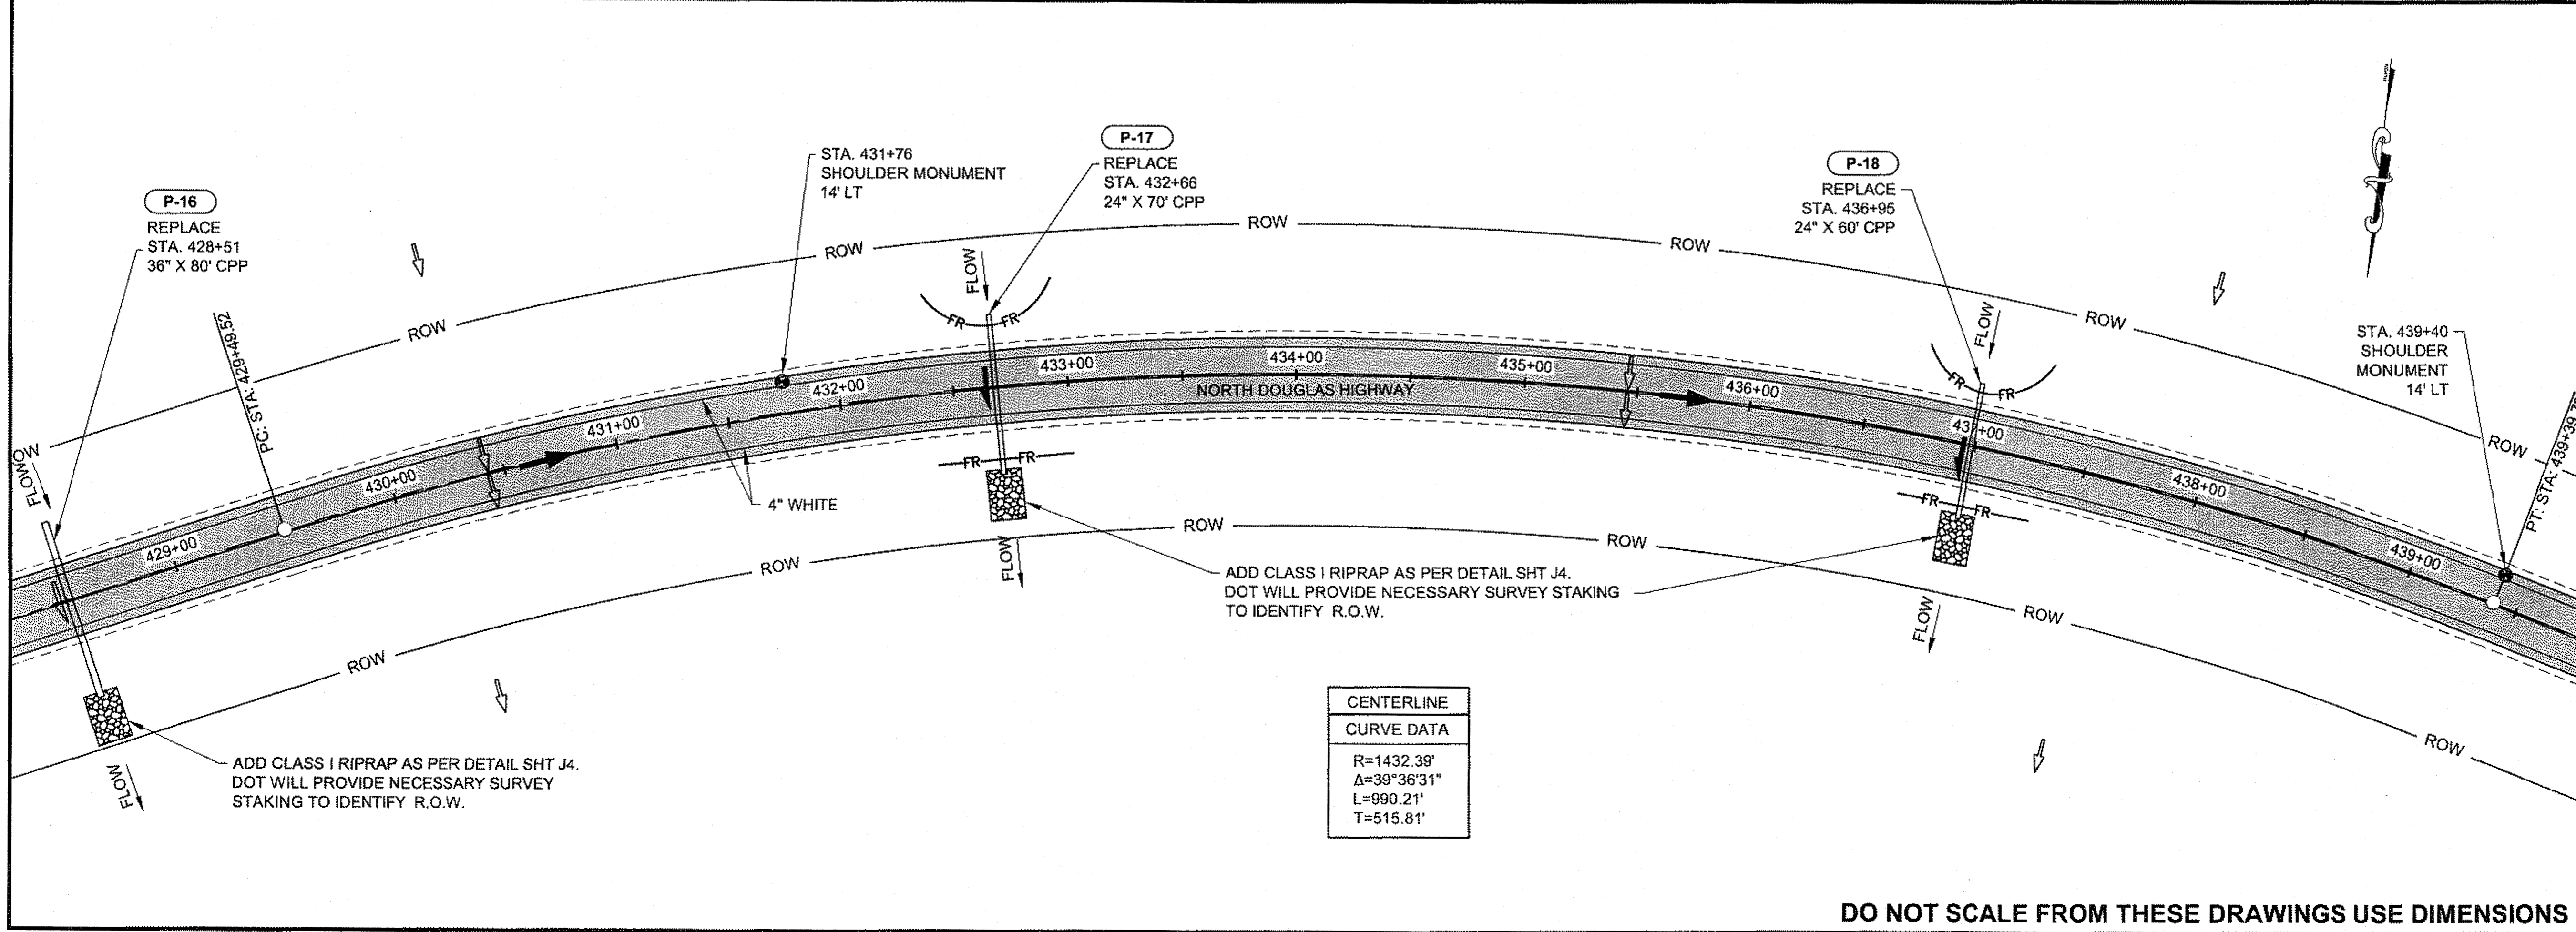 P-16
REPLACE
STA. 428+51
36" X 80' CPP
PC: STA: 429+49.52
STA. 431+76
SHOULDER MONUMENT
14' LT
P-17
REPLACE
STA. 432+66
24" X 70' CPP
P-18
REPLACE
STA. 436+95
24" X 60' CPP
STA. 439+40
SHOULDER
MONUMENT
14' LT
ROW
ROW
ROW
ROW
ROW
ROW
ROW
FLOW
FLOW
FLOW
FR
FR
FR
FR
429+00
430+00
431+00
432+00
433+00
434+00
435+00
436+00
438+00
439+00
NORTH DOUGLAS HIGHWAY
4" WHITE
FR
FR
FR
FR
ROW
ROW
ROW
ROW
ROW
ROW
FLOW
FLOW
FLOW
ADD CLASS I RIPRAP AS PER DETAIL SHT J4.
DOT WILL PROVIDE NECESSARY SURVEY STAKING
TO IDENTIFY R.O.W.
ADD CLASS I RIPRAP AS PER DETAIL SHT J4.
DOT WILL PROVIDE NECESSARY SURVEY
STAKING TO IDENTIFY R.O.W.
CENTERLINE
CURVE DATA
R=1432.39'
Δ=39°36'31"
L=990.21'
T=515.81'
PT: STA:
DO NOT SCALE FROM THESE DRAWINGS USE DIMENSIONS